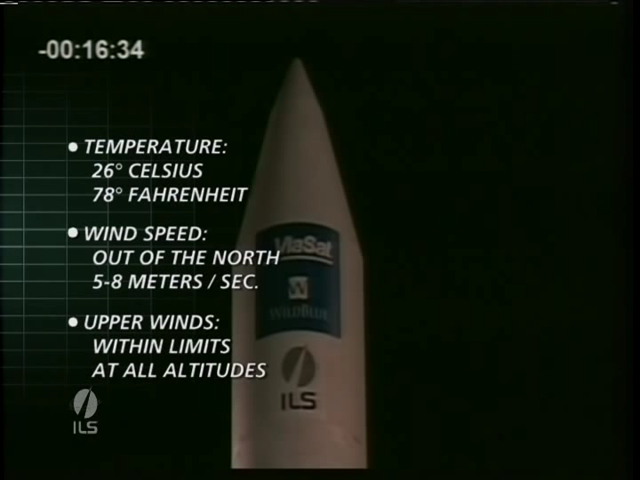 -00:16:34
• TEMPERATURE:
26° CELSIUS
78° FAHRENHEIT
• WIND SPEED:
OUT OF THE NORTH
5-8 METERS / SEC.
• UPPER WINDS:
WITHIN LIMITS
AT ALL ALTITUDES
ILS
ViaSat
WILDBLUE
ILS